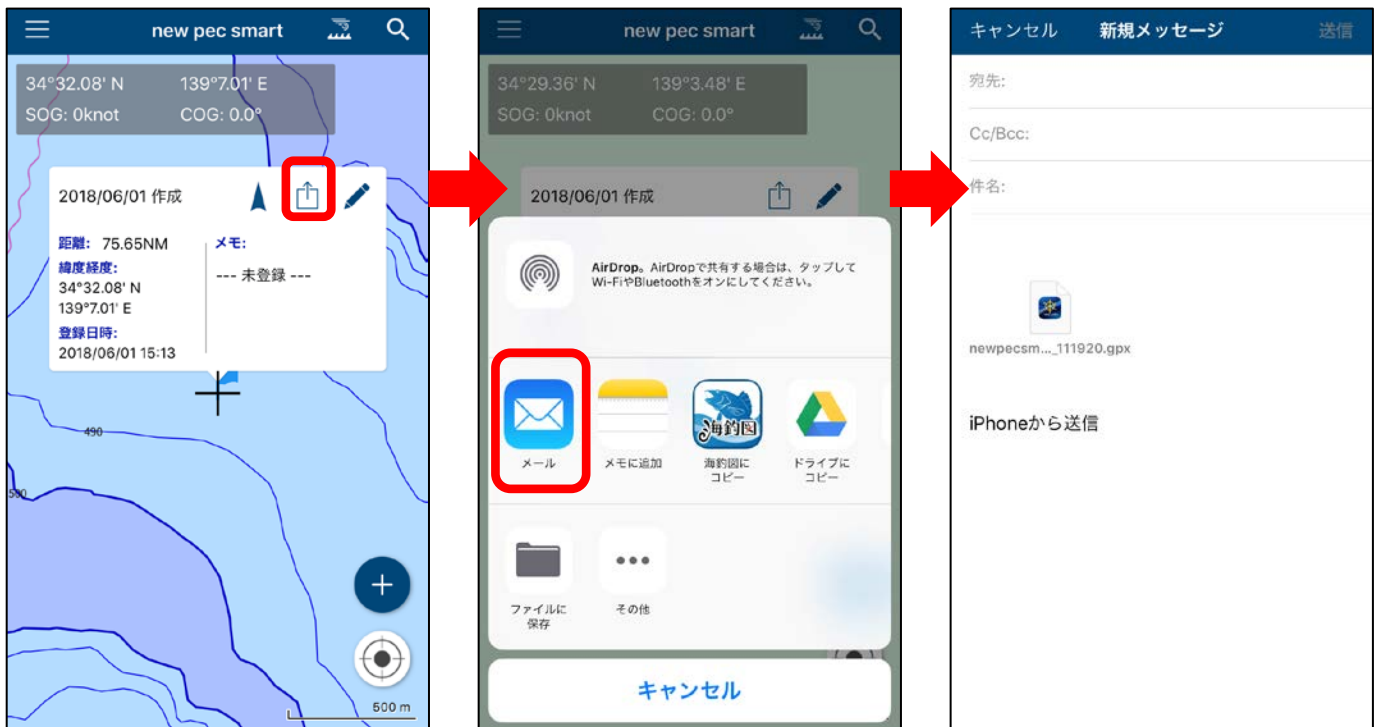 new pec smart
34°32.08' N 139°7.01' E
SOG: 0knot COG: 0.0°
2018/06/01 作成
距離: 75.65NM
緯度経度:
34°32.08' N
139°7.01' E
登録日時:
2018/06/01 15:13
メモ:
--- 未登録 ---
490
500
500 m
new pec smart
34°29.36' N 139°3.48' E
SOG: 0knot COG: 0.0°
2018/06/01 作成
AirDrop。AirDropで共有する場合は、タップして
Wi-FiやBluetoothをオンにしてください。
海釣図
メール
メモに追加
海釣図に
コピー
ドライブに
コピー
ファイルに
保存
その他
キャンセル
キャンセル 新規メッセージ 送信
宛先:
Cc/Bcc:
件名:
newpecsm..._111920.gpx
iPhoneから送信